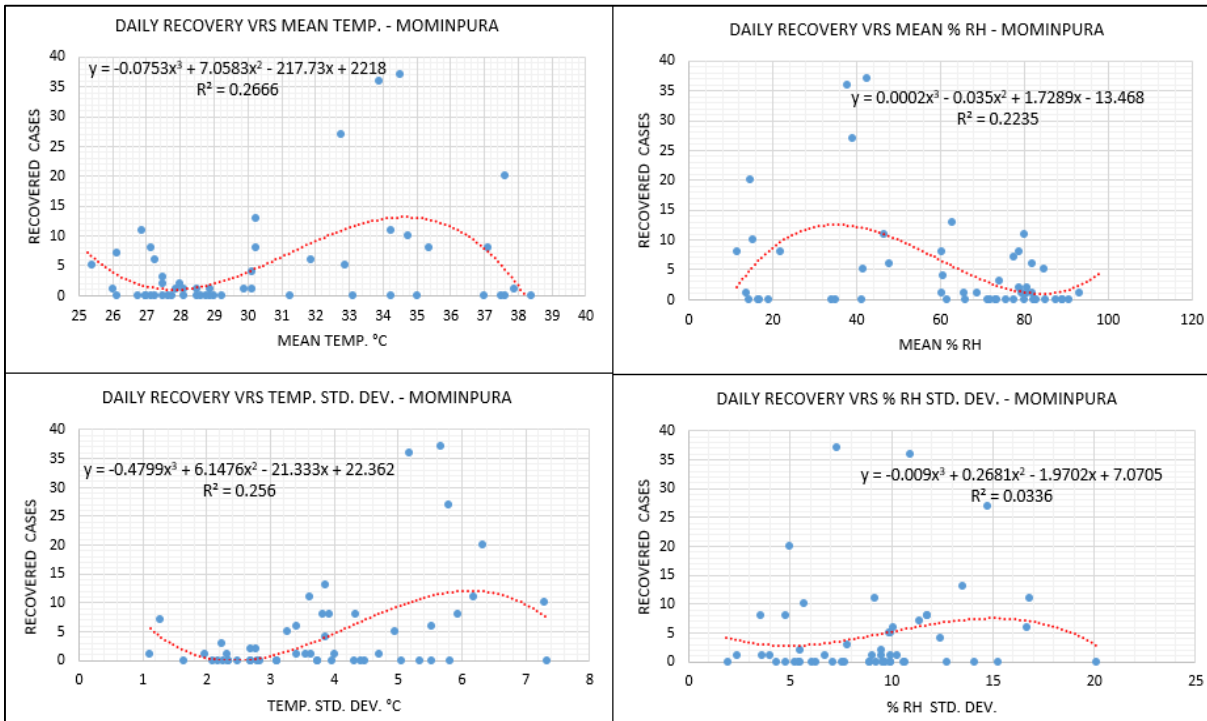 DAILY RECOVERY VRS MEAN TEMP. - MOMINPURA
y = -0.0753x³ + 7.0583x² - 217.73x + 2218
R² = 0.2666
RECOVERED CASES
40
35
30
25
20
15
10
5
0
25 26 27 28 29 30 31 32 33 34 35 36 37 38 39 40
MEAN TEMP. °C
DAILY RECOVERY VRS MEAN % RH - MOMINPURA
y = 0.0002x³ - 0.035x² + 1.7289x - 13.468
R² = 0.2235
RECOVERED CASES
40
35
30
25
20
15
10
5
0
0 20 40 60 80 100 120
MEAN % RH
DAILY RECOVERY VRS TEMP. STD. DEV. - MOMINPURA
y = -0.4799x³ + 6.1476x² - 21.333x + 22.362
R² = 0.256
RECOVERED CASES
40
35
30
25
20
15
10
5
0
0 1 2 3 4 5 6 7 8
TEMP. STD. DEV. °C
DAILY RECOVERY VRS % RH STD. DEV. - MOMINPURA
y = -0.009x³ + 0.2681x² - 1.9702x + 7.0705
R² = 0.0336
RECOVERED CASES
40
35
30
25
20
15
10
5
0
0 5 10 15 20 25
% RH STD. DEV.